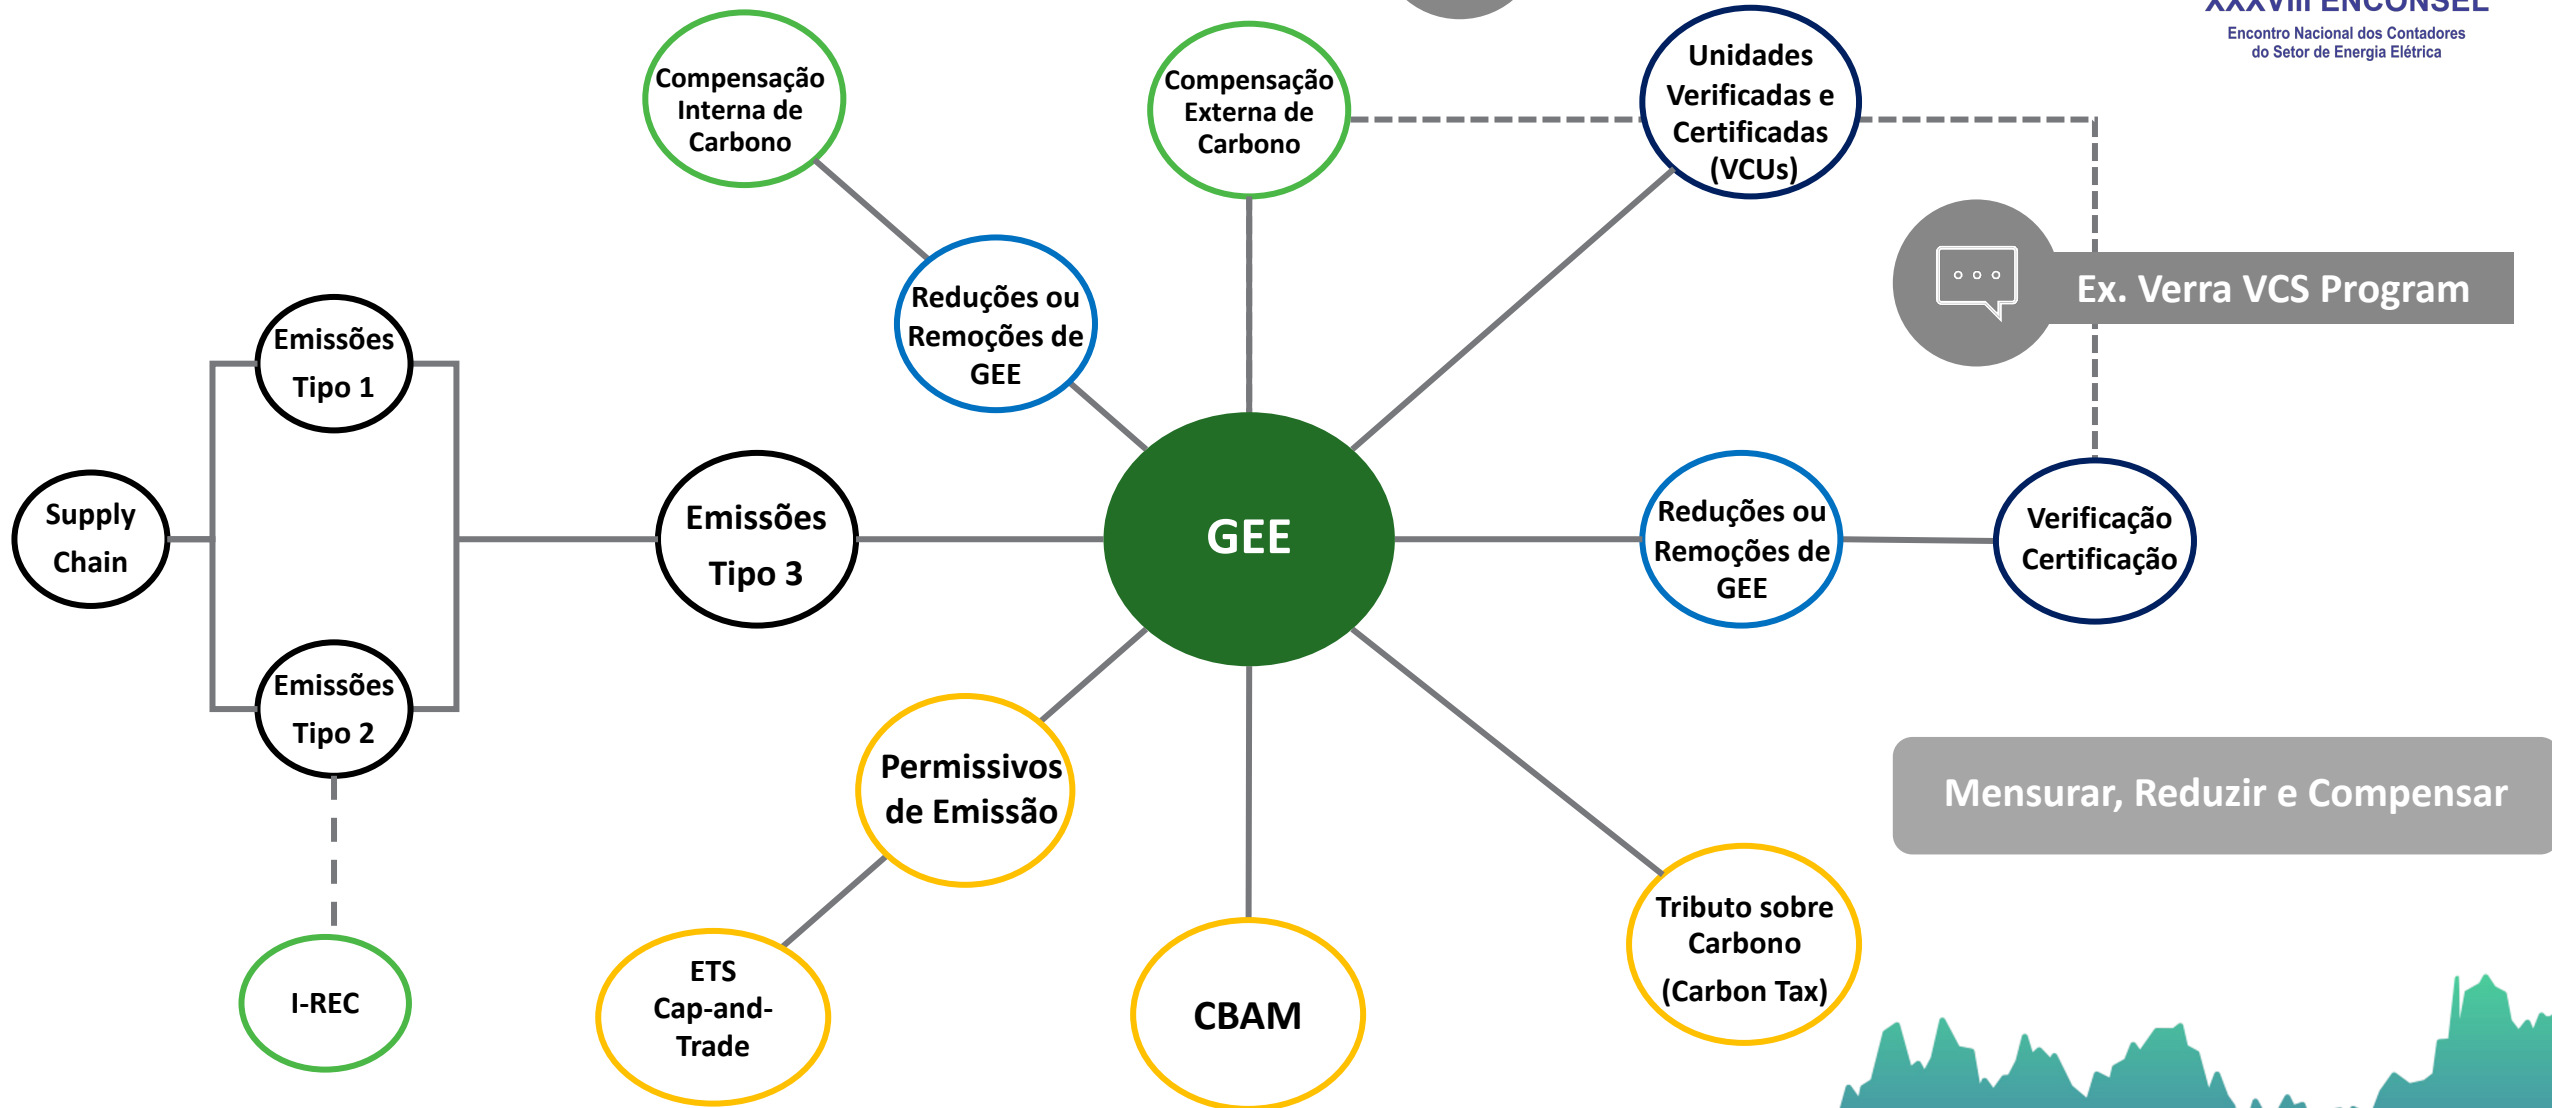 XXXVIII ENCONSEL
Encontro Nacional dos Contadores
do Setor de Energia Elétrica
Compensação
Interna de
Carbono
Compensação
Externa de
Carbono
Unidades
Verificadas e
Certificadas
(VCUs)
Reduções ou
Remoções de
GEE
Ex. Verra VCS Program
Emissões
Tipo 1
Supply
Chain
Emissões
Tipo 3
GEE
Reduções ou
Remoções de
GEE
Verificação
Certificação
Emissões
Tipo 2
Permissivos
de Emissão
Mensurar, Reduzir e Compensar
I-REC
ETS
Cap-and-
Trade
CBAM
Tributo sobre
Carbono
(Carbon Tax)